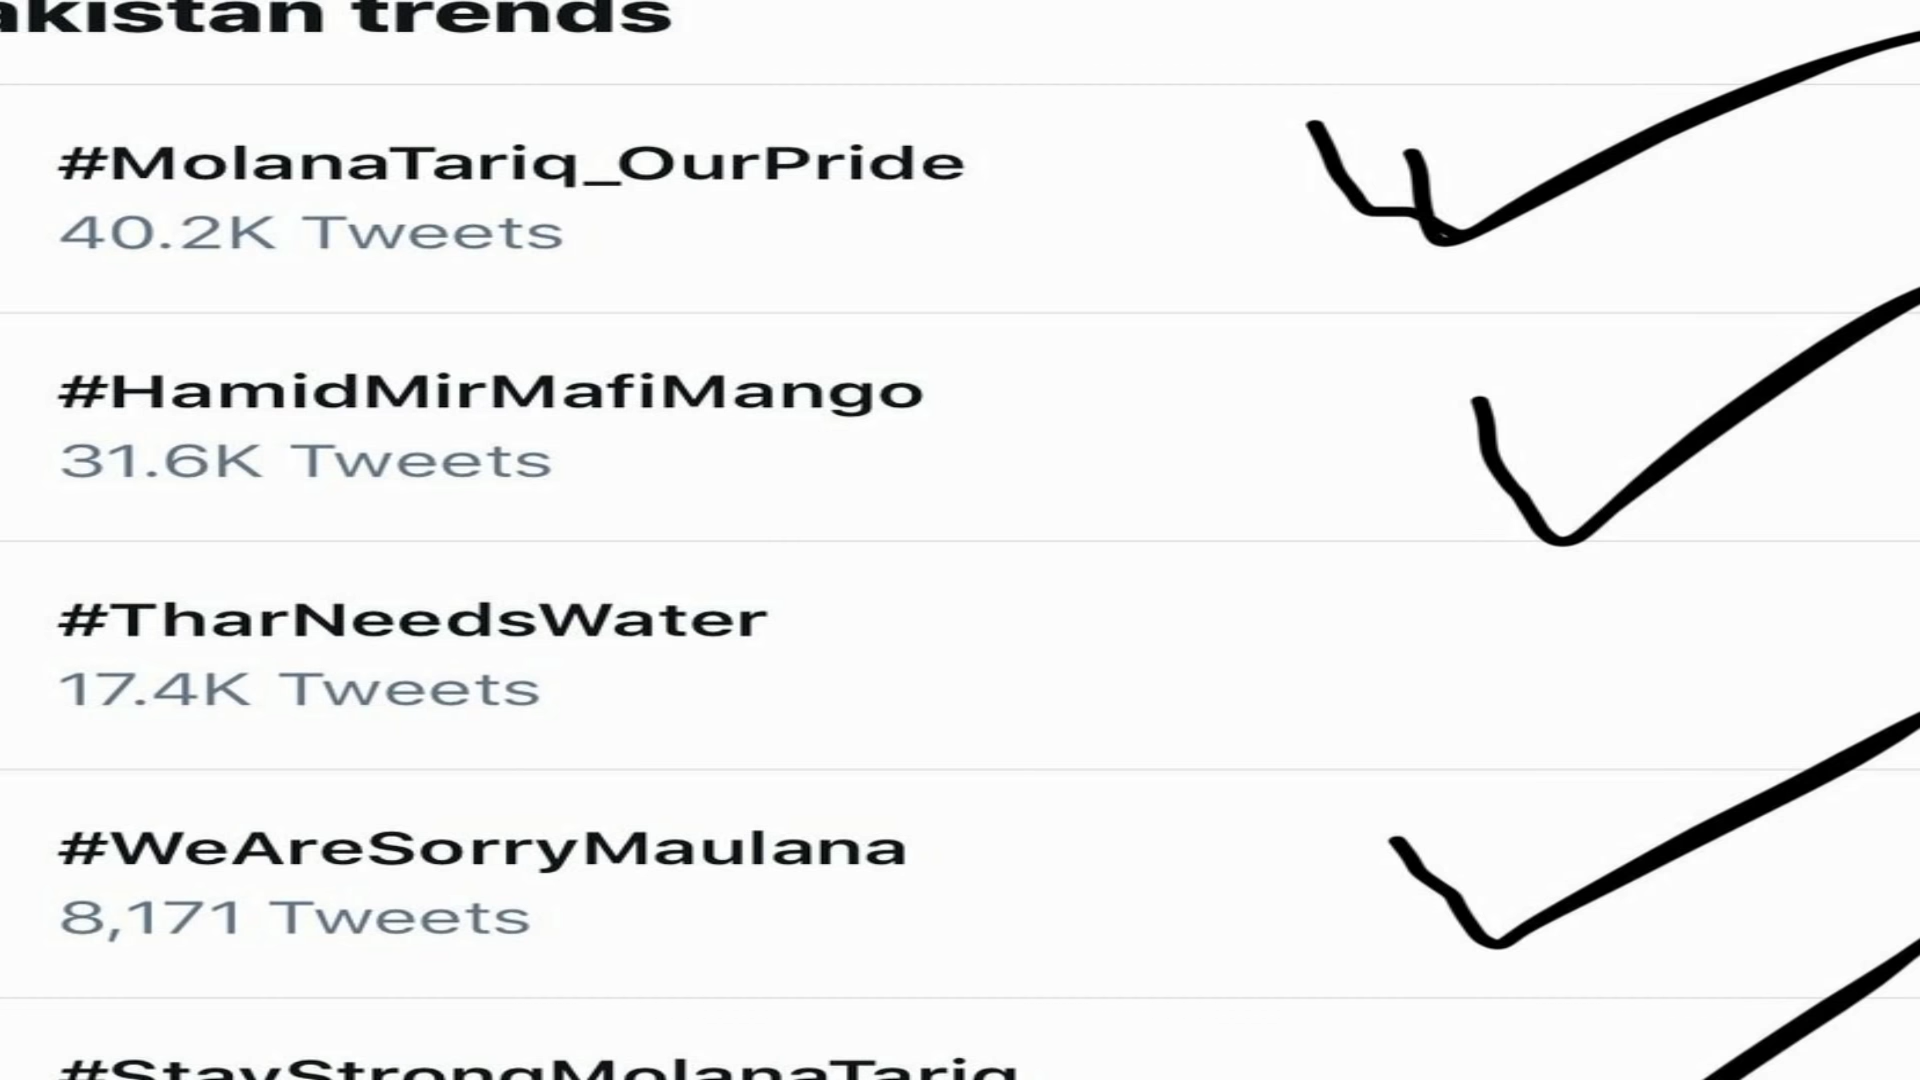 akistan trends
#MolanaTariq_OurPride
40.2K Tweets
#HamidMirMafiMango
31.6K Tweets
#TharNeedsWater
17.4K Tweets
#WeAreSorryMaulana
8,171 Tweets
#StayStrongMolanaTariq